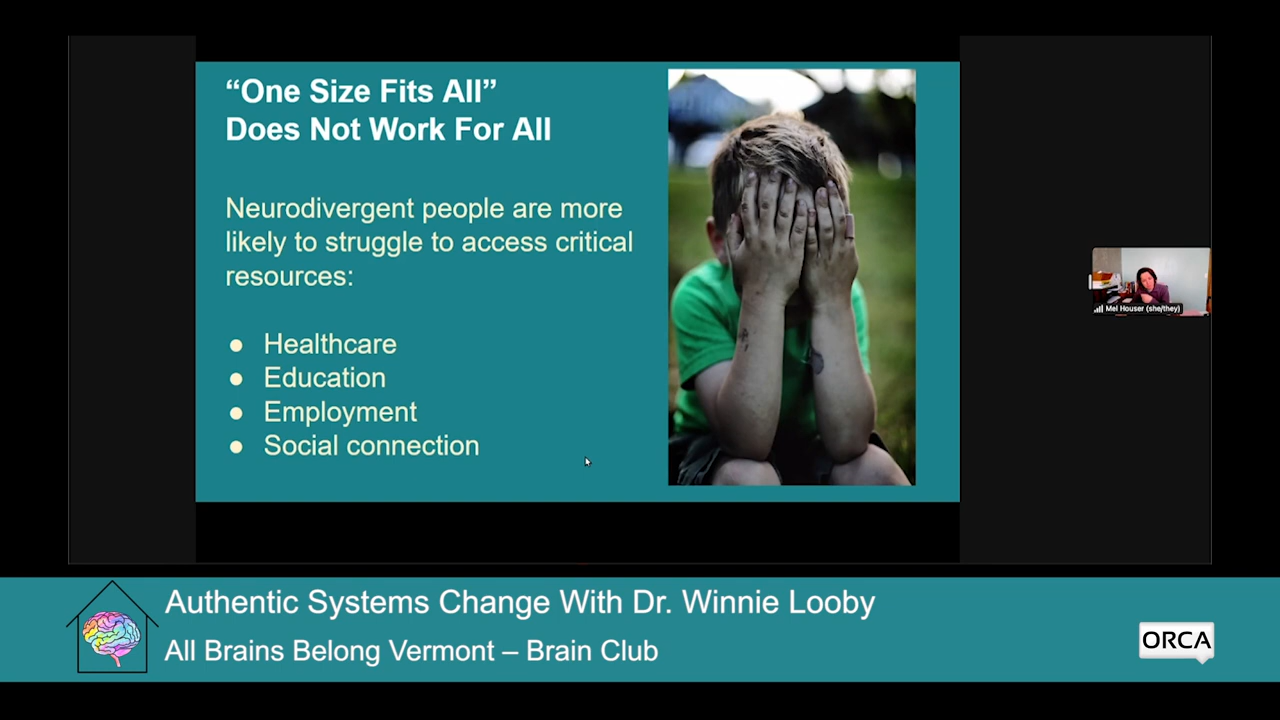 “One Size Fits All”
Does Not Work For All
Neurodivergent people are more
likely to struggle to access critical
resources:
● Healthcare
● Education
● Employment
● Social connection
Mel Houser (she/they)
Authentic Systems Change With Dr. Winnie Looby
All Brains Belong Vermont – Brain Club
ORCA